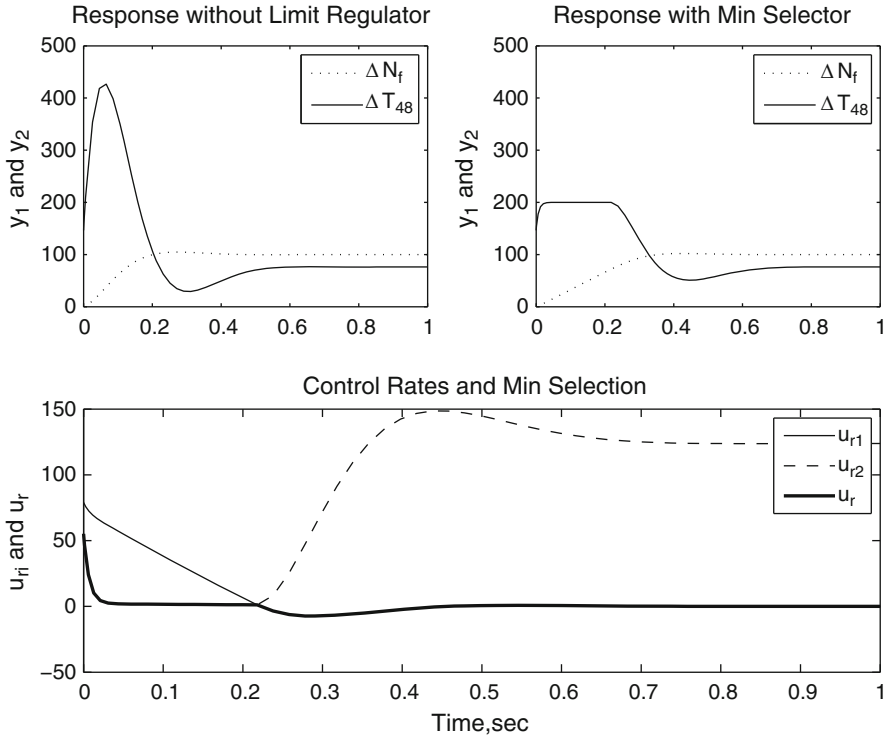 Response without Limit Regulator
500
400
300
200
100
0
y1 and y2
0
0.2
0.4
0.6
0.8
1
Δ Nf
Δ T48
Response with Min Selector
500
400
300
200
100
0
y1 and y2
0
0.2
0.4
0.6
0.8
1
Δ Nf
Δ T48
Control Rates and Min Selection
150
100
50
0
−50
uri and ur
0
0.1
0.2
0.3
0.4
0.5
0.6
0.7
0.8
0.9
1
Time,sec
ur1
ur2
ur